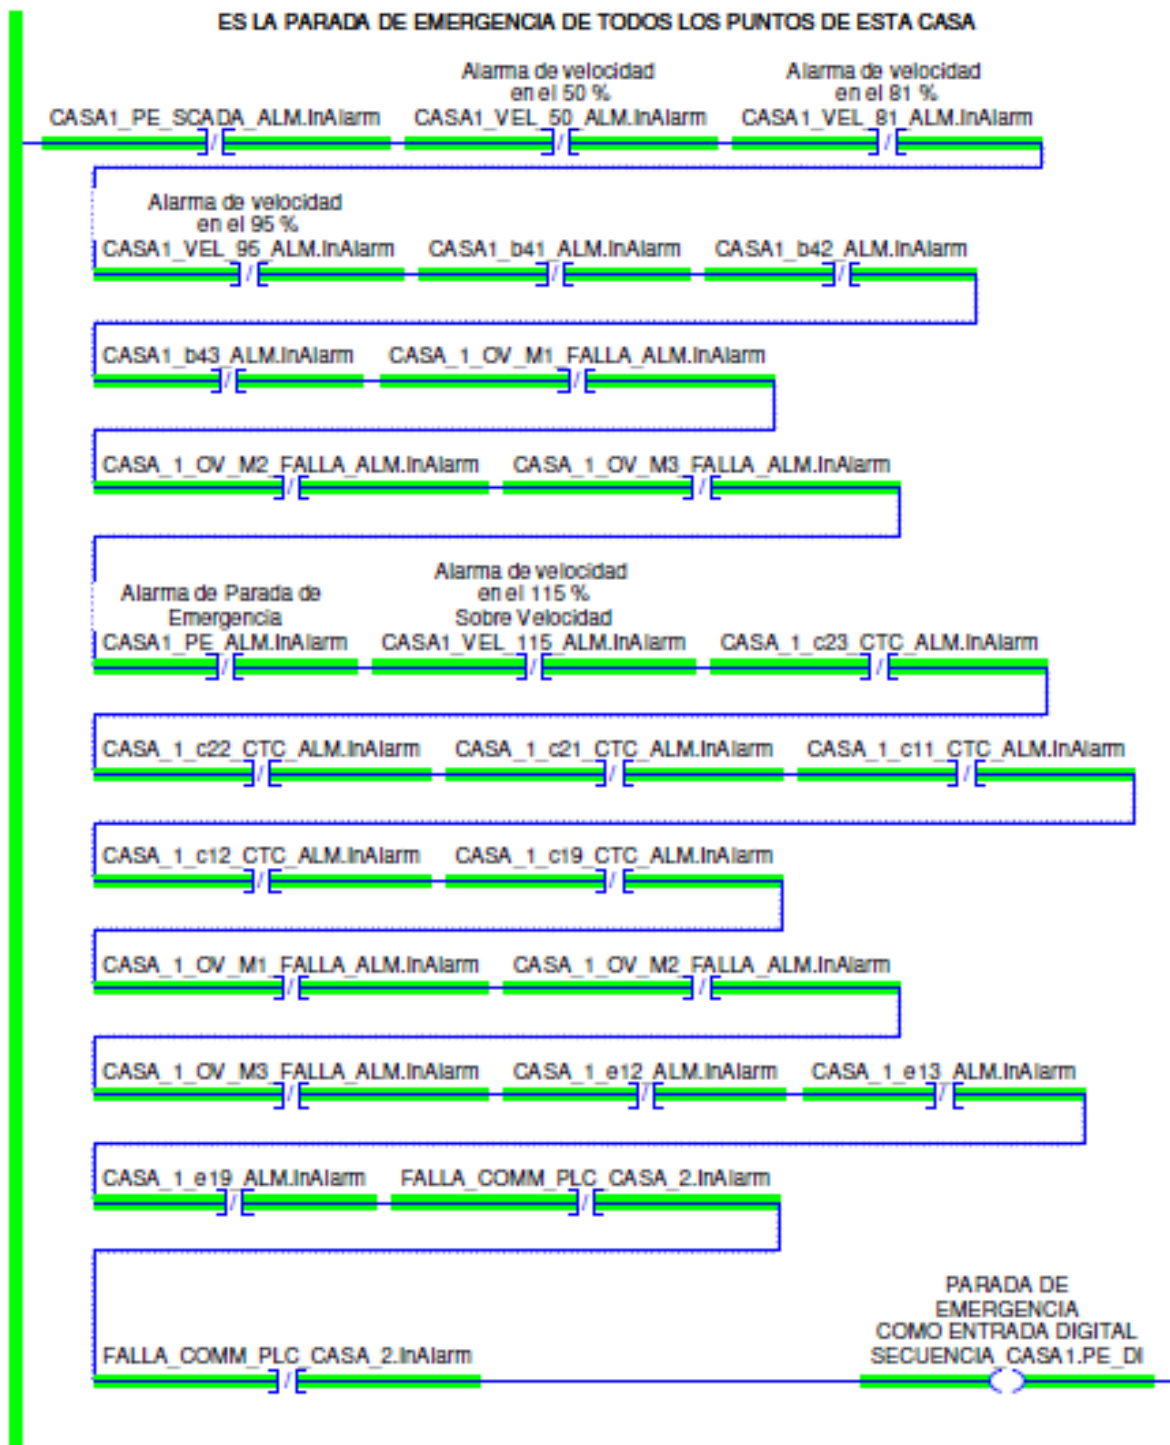 ES LA PARADA DE EMERGENCIA DE TODOS LOS PUNTOS DE ESTA CASA
Alarma de velocidad
en el 50 %
Alarma de velocidad
en el 81 %
CASA1_PE_SCADA_ALM.InAlarm CASA1_VEL_50_ALM.InAlarm CASA1_VEL_81_ALM.InAlarm
Alarma de velocidad
en el 95 %
CASA1_VEL_95_ALM.InAlarm CASA1_b41_ALM.InAlarm CASA1_b42_ALM.InAlarm
CASA1_b43_ALM.InAlarm CASA_1_OV_M1_FALLA_ALM.InAlarm
CASA_1_OV_M2_FALLA_ALM.InAlarm CASA_1_OV_M3_FALLA_ALM.InAlarm
Alarma de Parada de
Emergencia
Alarma de velocidad
en el 115 %
Sobre Velocidad
CASA1_PE_ALM.InAlarm CASA1_VEL_115_ALM.InAlarm CASA_1_c23_CTC_ALM.InAlarm
CASA_1_c22_CTC_ALM.InAlarm CASA_1_c21_CTC_ALM.InAlarm CASA_1_c11_CTC_ALM.InAlarm
CASA_1_c12_CTC_ALM.InAlarm CASA_1_c19_CTC_ALM.InAlarm
CASA_1_OV_M1_FALLA_ALM.InAlarm CASA_1_OV_M2_FALLA_ALM.InAlarm
CASA_1_OV_M3_FALLA_ALM.InAlarm CASA_1_e12_ALM.InAlarm CASA_1_e13_ALM.InAlarm
CASA_1_e19_ALM.InAlarm FALLA_COMM_PLC_CASA_2.InAlarm
PARADA DE
EMERGENCIA
COMO ENTRADA DIGITAL
FALLA_COMM_PLC_CASA_2.InAlarm SECUENCIA_CASA1.PE_DI